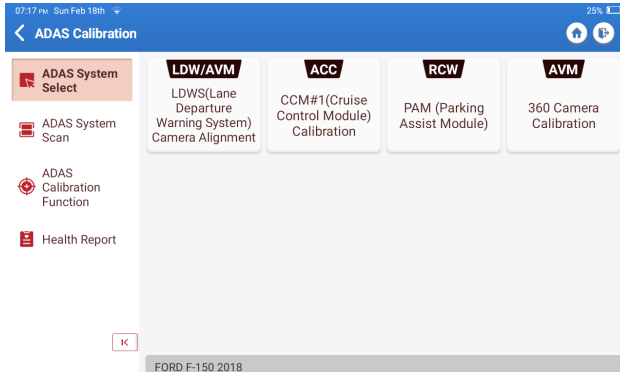 07:17 PM Sun Feb 18th
25%
ADAS Calibration
ADAS System
Select
ADAS System
Scan
ADAS
Calibration
Function
Health Report
LDW/AVM
LDWS(Lane
Departure
Warning System)
Camera Alignment
ACC
CCM#1(Cruise
Control Module)
Calibration
RCW
PAM (Parking
Assist Module)
AVM
360 Camera
Calibration
FORD F-150 2018